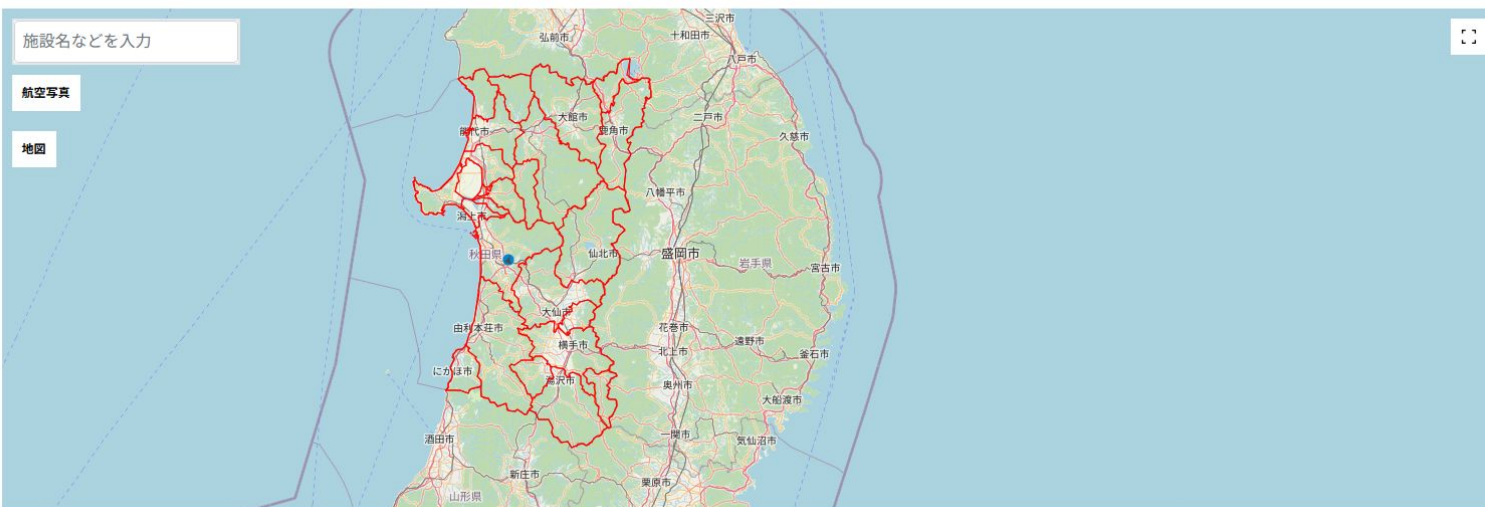 施設名などを入力
航空写真
地図
三沢市
弘前市
十和田市
八戸市
大館市
二戸市
能代市
鹿角市
久慈市
八幡平市
潟上市
秋田県
仙北市
盛岡市
岩手県
宮古市
大仙市
由利本荘市
花巻市
横手市
遠野市
北上市
釜石市
にかほ市
湯沢市
奥州市
大船渡市
酒田市
一関市
気仙沼市
新庄市
栗原市
山形県